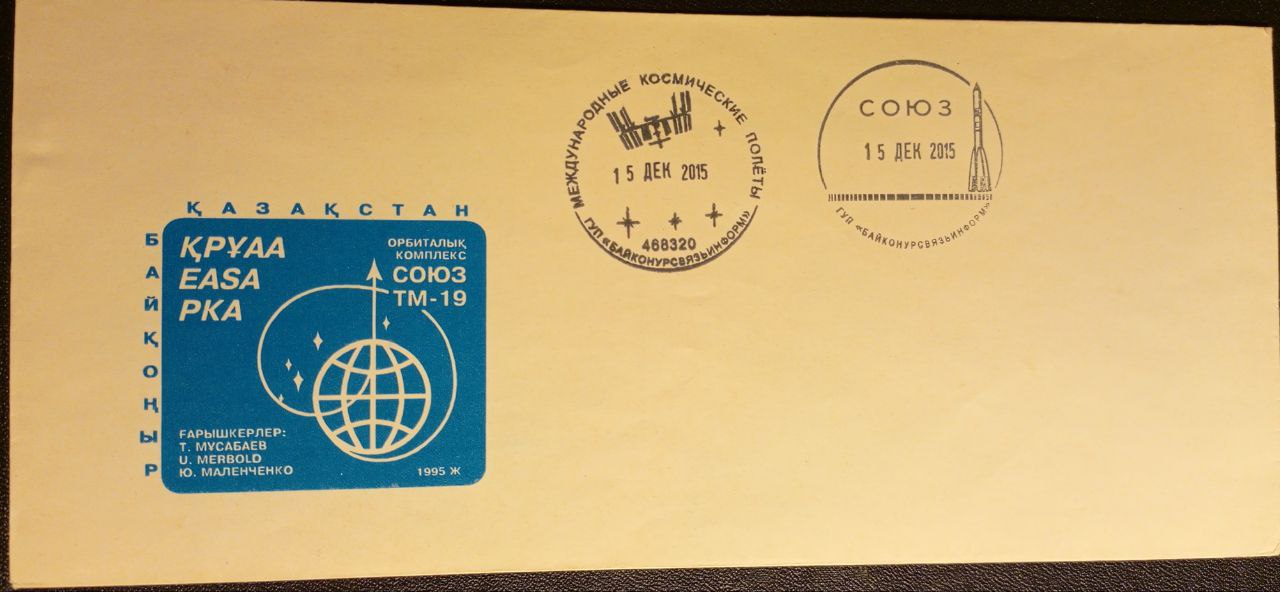 ҚАЗАҚСТАН
БАЙҚОҢЫР
ҚРҰАА
EASA
РКА
ОРБИТАЛЫҚ
КОМПЛЕКС
СОЮЗ
ТМ-19
ҒАРЫШКЕРЛЕР:
Т. МУСАБАЕВ
U. MERBOLD
Ю. МАЛЕНЧЕНКО
1995 Ж
МЕЖДУНАРОДНЫЕ КОСМИЧЕСКИЕ ПОЛЁТЫ
15 ДЕК 2015
468320
ГУП «БАЙКОНУРСВЯЗЬИНФОРМ»
СОЮЗ
15 ДЕК 2015
ГУП «БАЙКОНУРСВЯЗЬИНФОРМ»